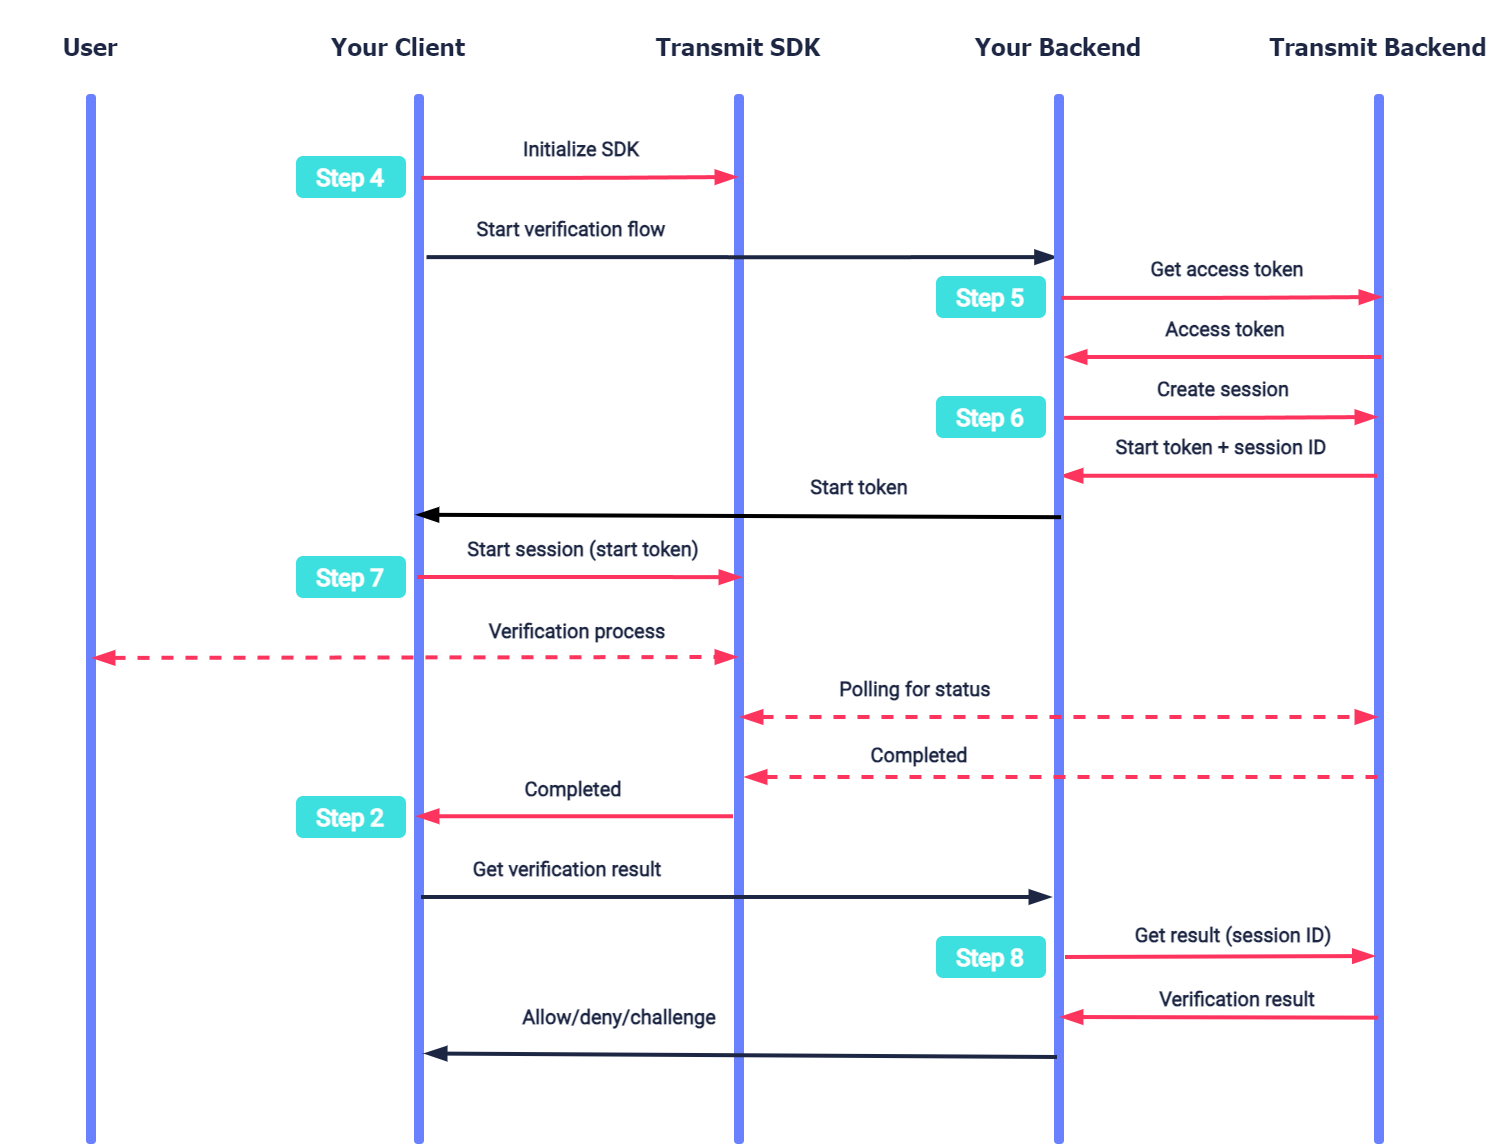 User
Your Client
Transmit SDK
Your Backend
Transmit Backend
Initialize SDK
Step 4
Start verification flow
Get access token
Step 5
Access token
Create session
Step 6
Start token + session ID
Start token
Start session (start token)
Step 7
Verification process
Polling for status
Completed
Completed
Step 2
Get verification result
Get result (session ID)
Step 8
Verification result
Allow/deny/challenge